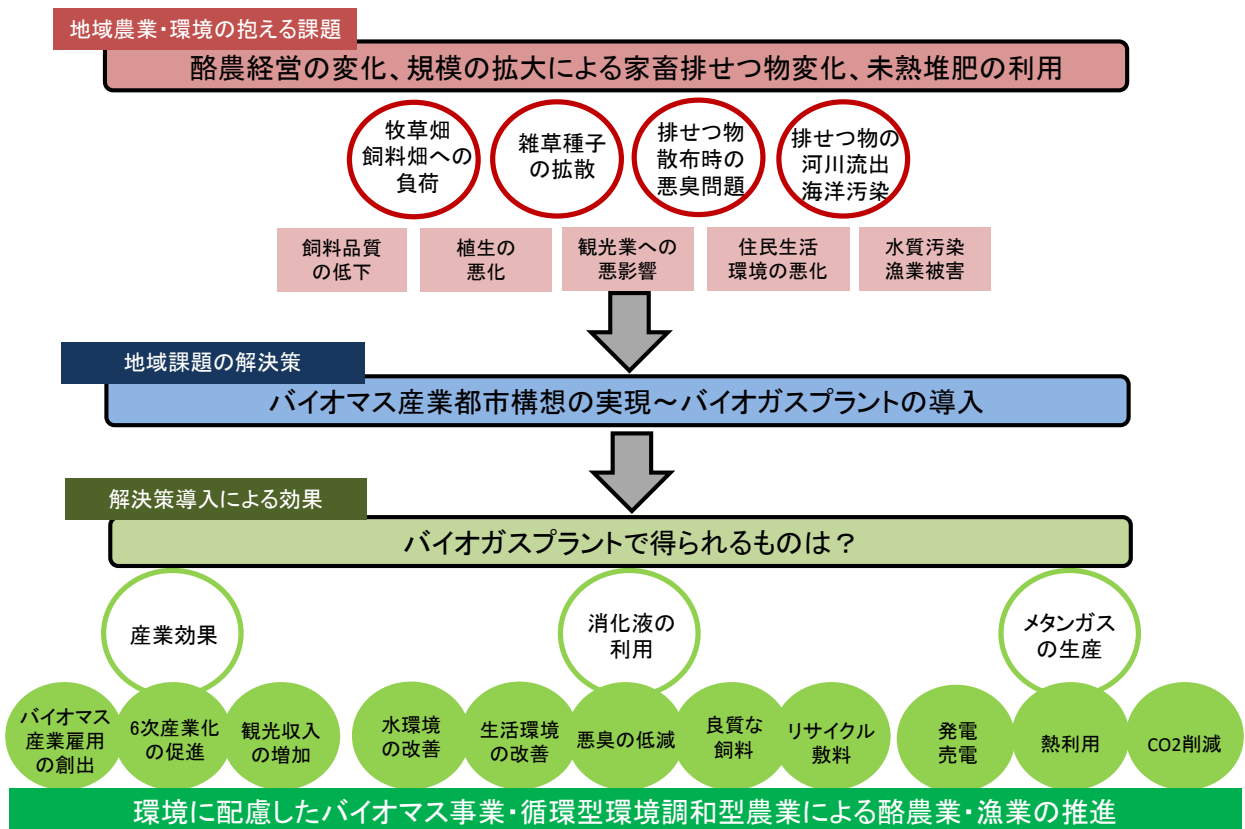 地域農業・環境の抱える課題
酪農経営の変化、規模の拡大による家畜排せつ物変化、未熟堆肥の利用
牧草畑
飼料畑への
負荷
雑草種子
の拡散
排せつ物
散布時の
悪臭問題
排せつ物の
河川流出
海洋汚染
飼料品質
の低下
植生の
悪化
観光業への
悪影響
住民生活
環境の悪化
水質汚染
漁業被害
地域課題の解決策
バイオマス産業都市構想の実現~バイオガスプラントの導入
解決策導入による効果
バイオガスプラントで得られるものは?
産業効果
消化液の
利用
メタンガス
の生産
バイオマス
産業雇用
の創出
6次産業化
の促進
観光収入
の増加
水環境
の改善
生活環境
の改善
悪臭の低減
良質な
飼料
リサイクル
敷料
発電
売電
熱利用
CO2削減
環境に配慮したバイオマス事業・循環型環境調和型農業による酪農業・漁業の推進